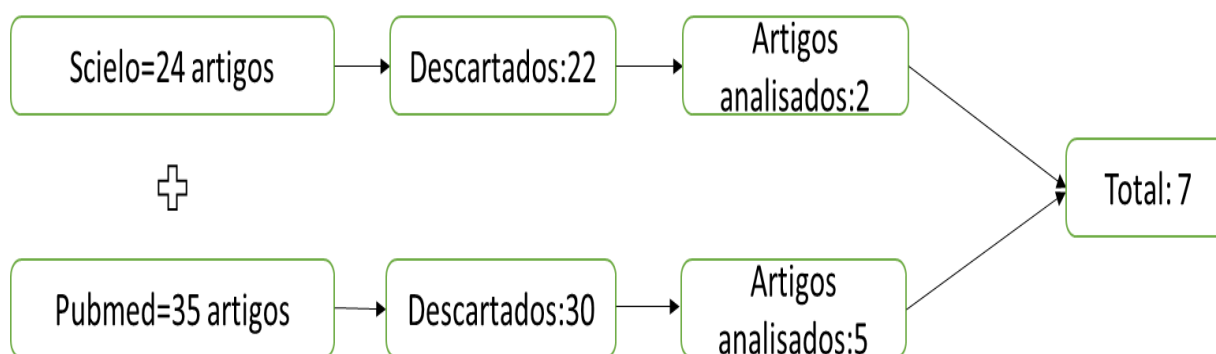 Scielo=24 artigos
Descartados:22
Artigos
analisados:2
Total: 7
Pubmed=35 artigos
Descartados:30
Artigos
analisados:5